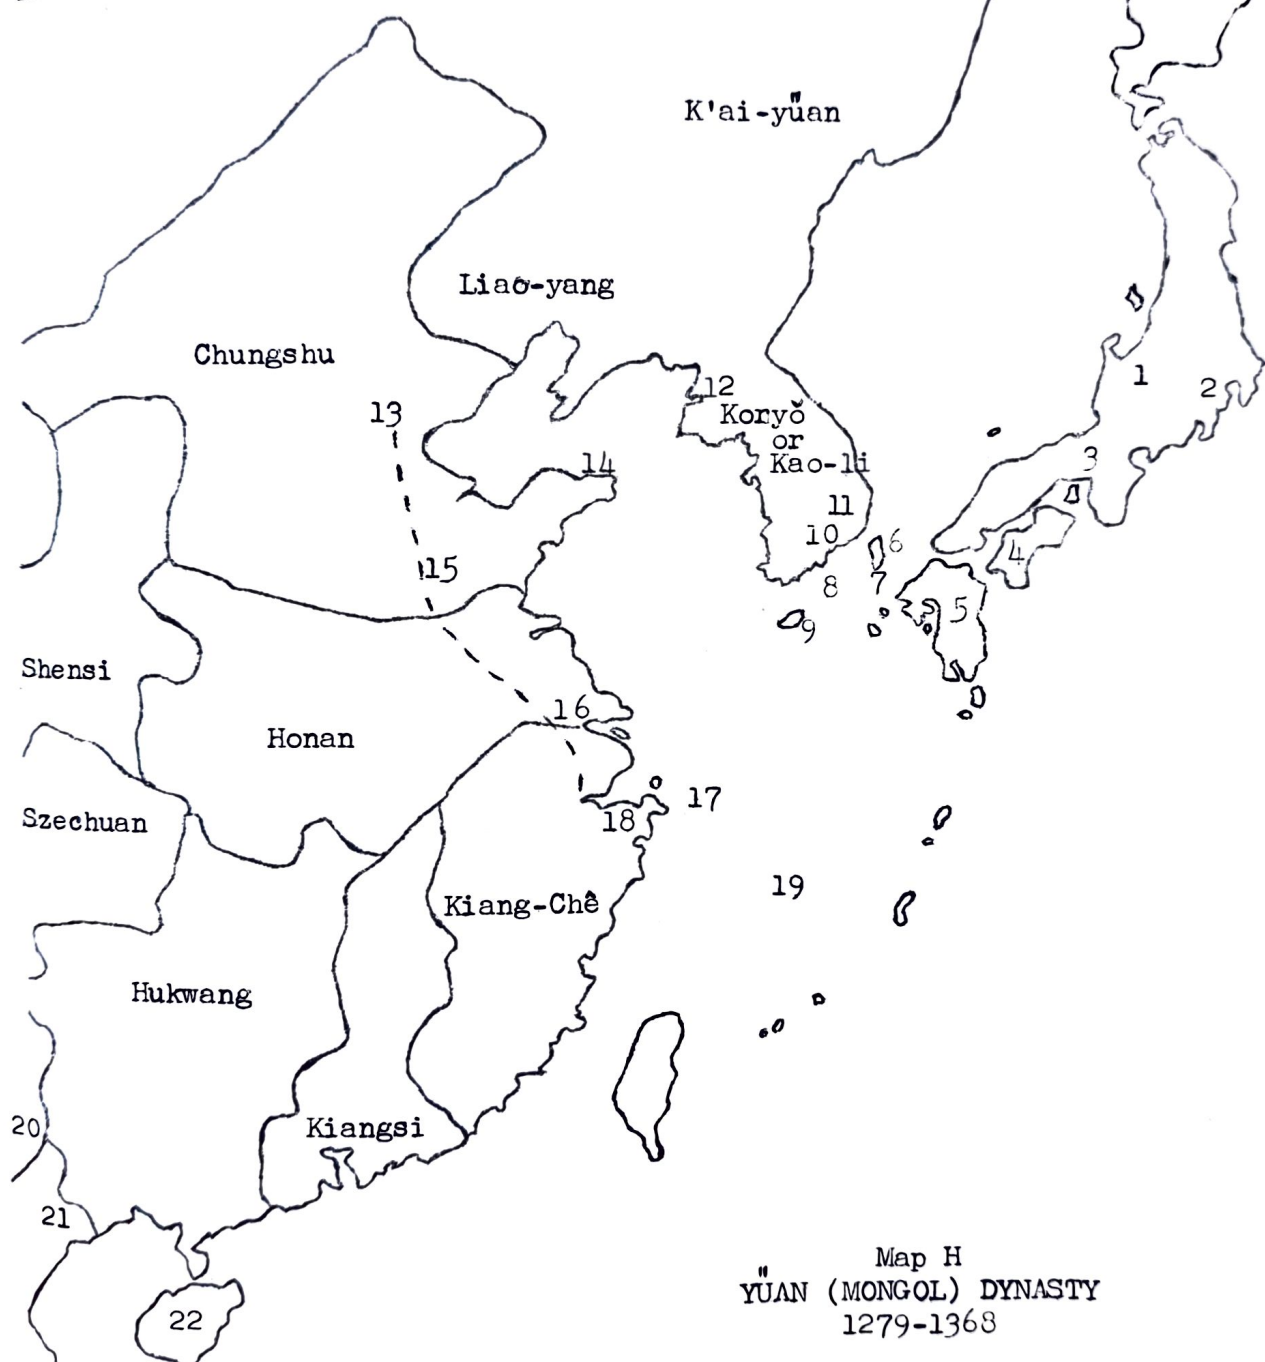 K'ai-yüan
Liao-yang
Chungshu
1
2
12
13
Koryŏ
or
Kao-li
3
14
11
10
6
4
15
7
8
5
9
Shensi
16
Honan
17
Szechuan
18
19
Kiang-Chê
Hukwang
20
Kiangsi
21
22
Map H
YÜAN (MONGOL) DYNASTY
1279-1368